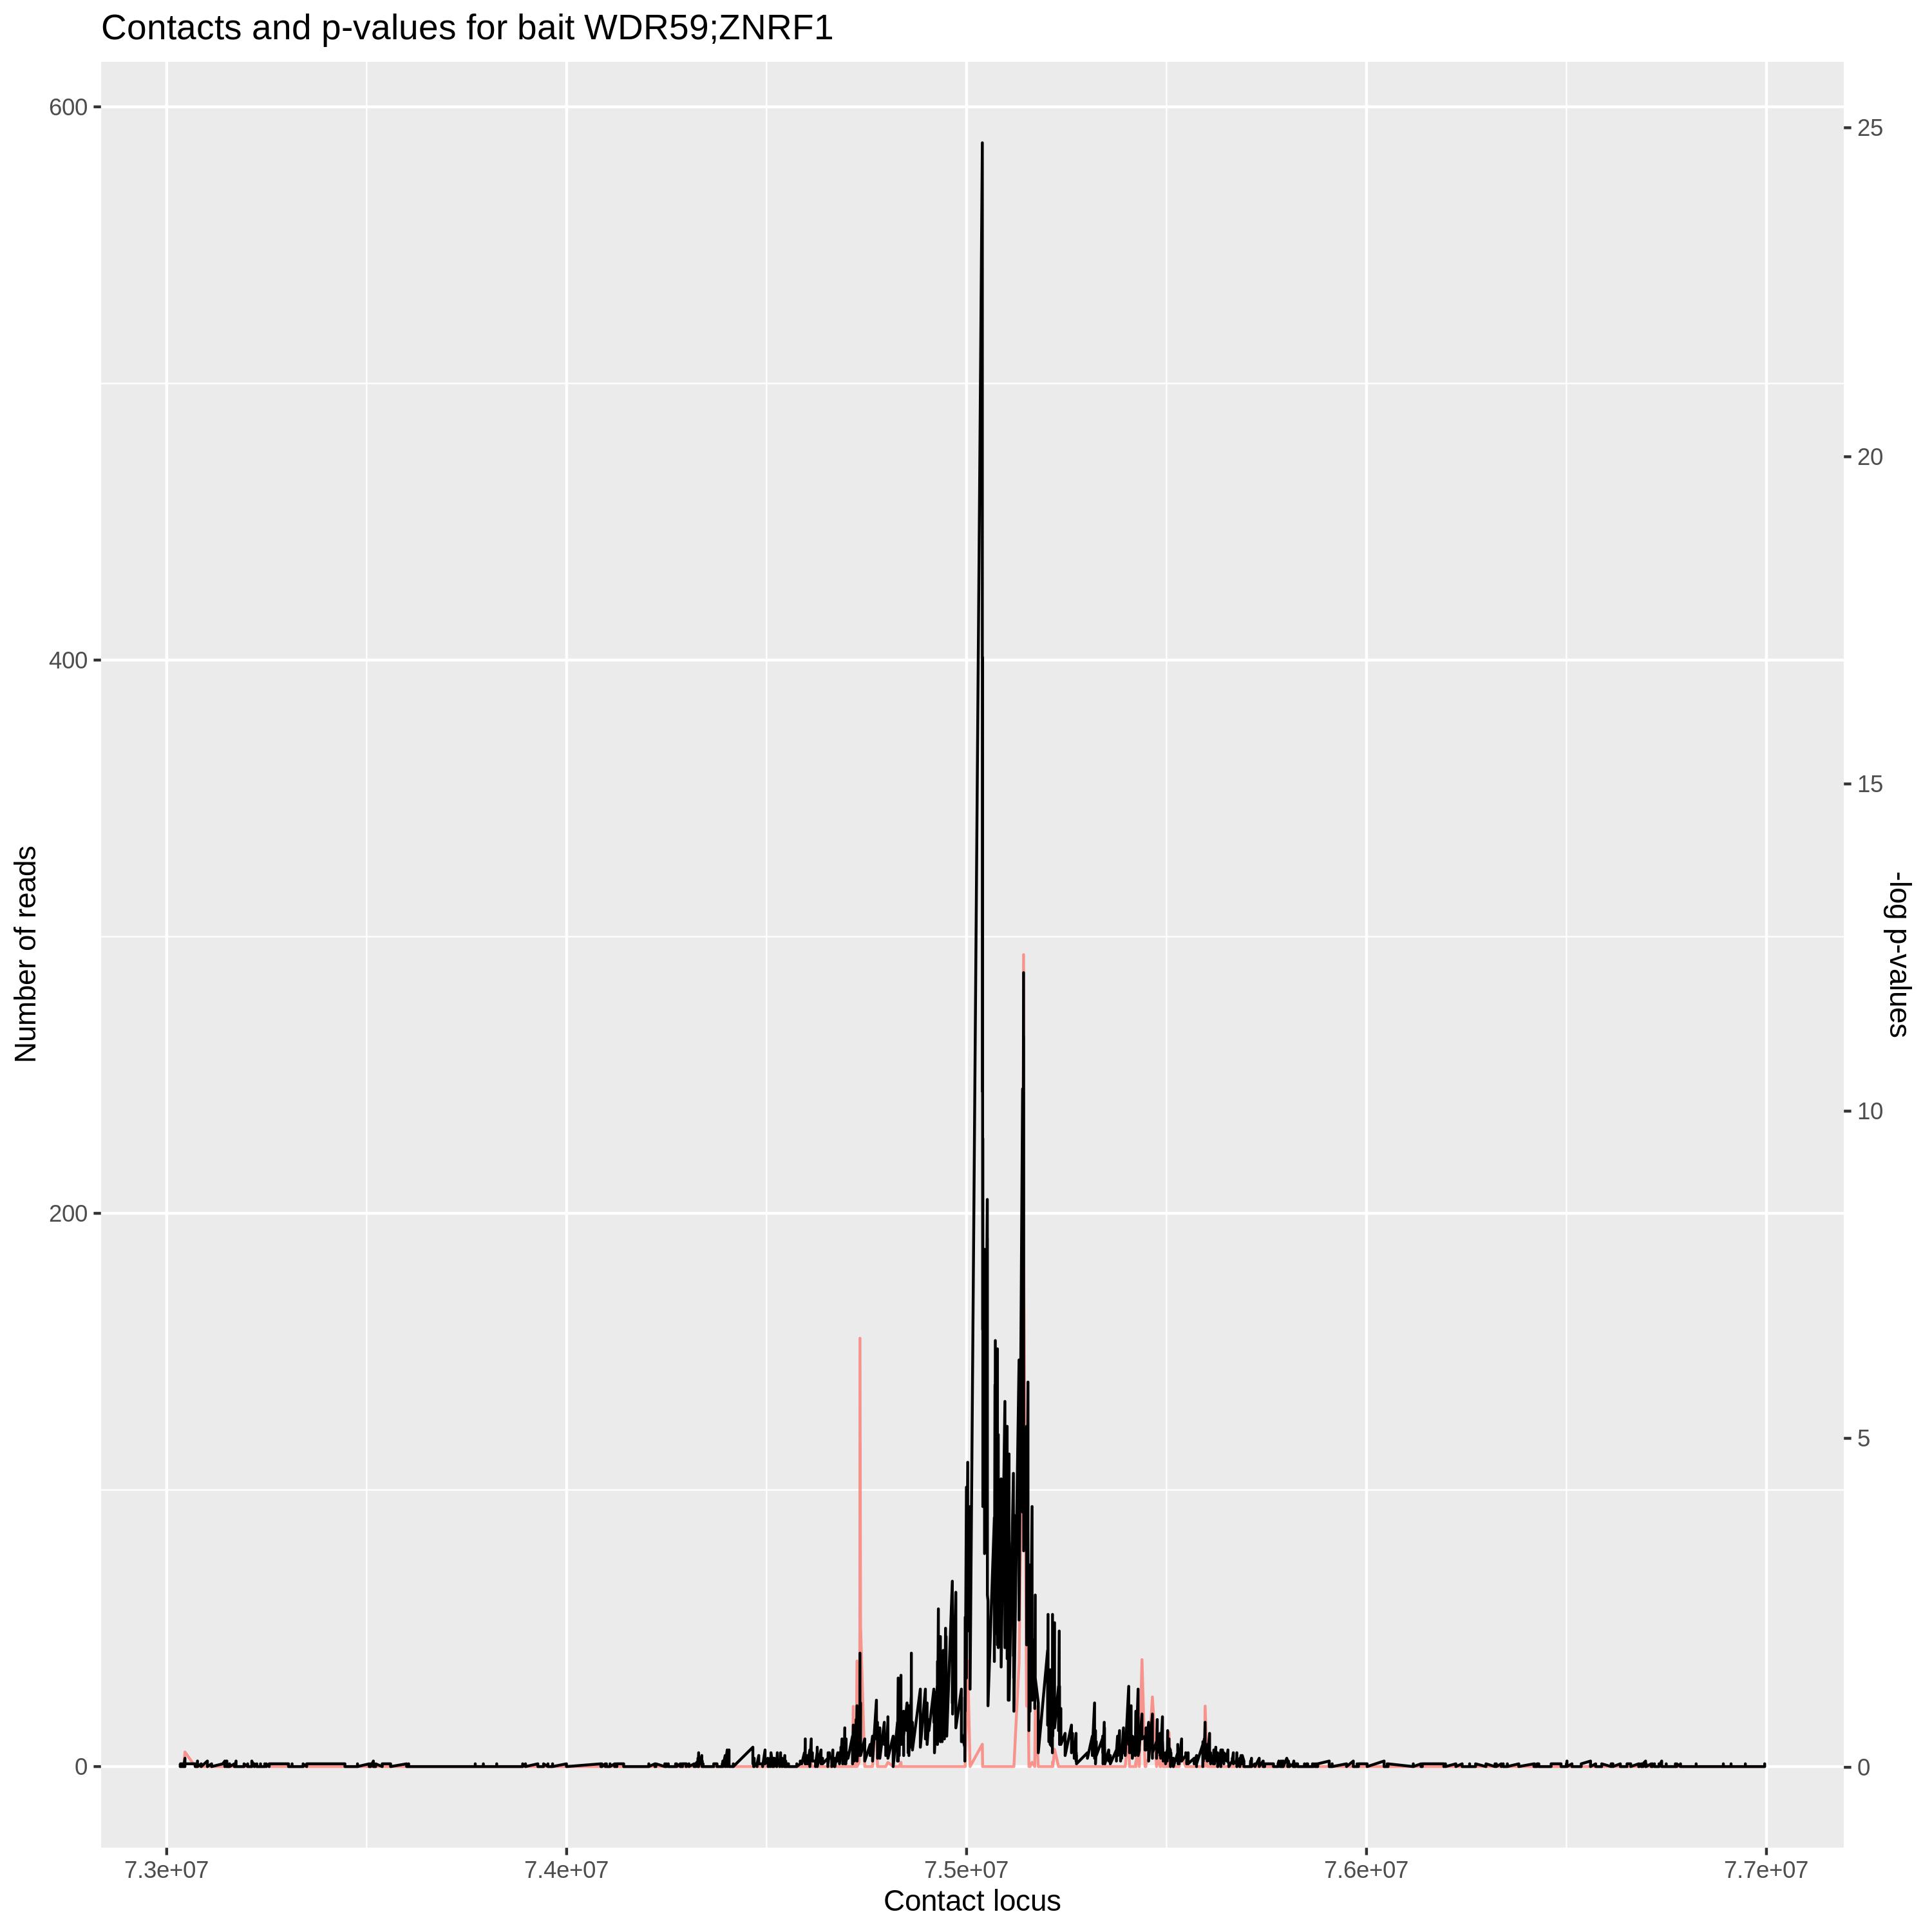 Contacts and p-values for bait WDR59;ZNRF1
600
400
200
0
Number of reads
25
20
15
10
5
0
-log p-values
7.3e+07
7.4e+07
7.5e+07
7.6e+07
7.7e+07
Contact locus